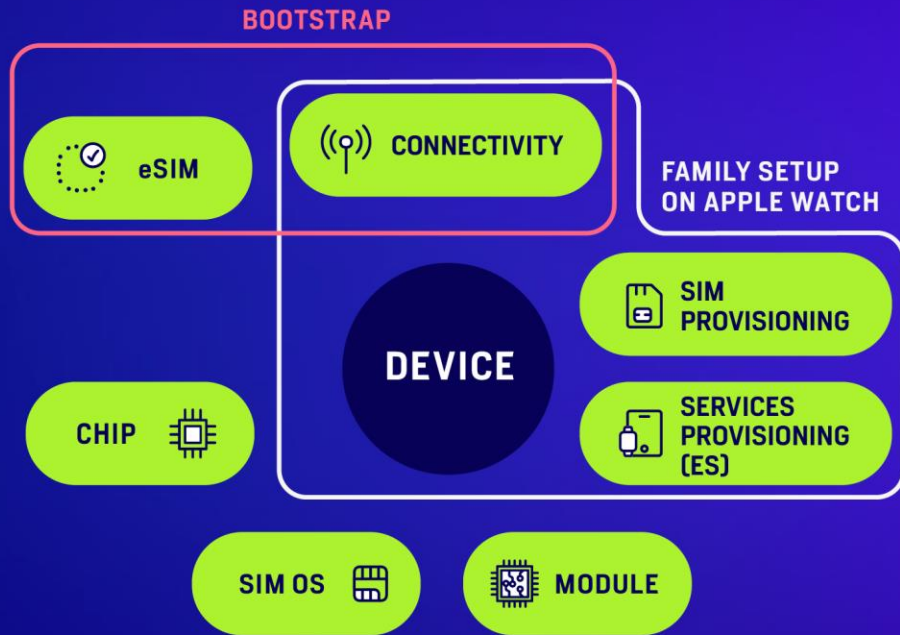 BOOTSTRAP
eSIM
CONNECTIVITY
FAMILY SETUP
ON APPLE WATCH
SIM
PROVISIONING
DEVICE
SERVICES
PROVISIONING
(ES)
CHIP
SIM OS
MODULE